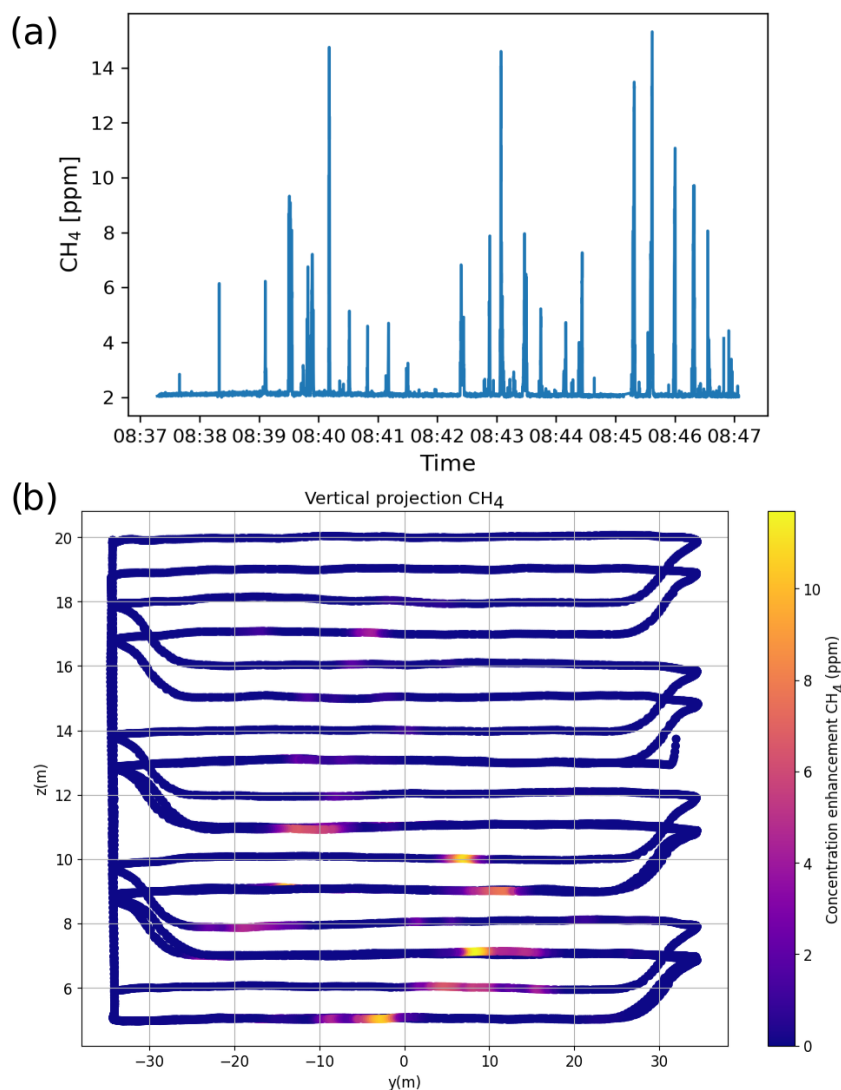 (a)
14
12
10
8
6
4
2
CH₄ [ppm]
08:37 08:38 08:39 08:40 08:41 08:42 08:43 08:44 08:45 08:46 08:47
Time
(b)
Vertical projection CH₄
20
18
16
14
12
10
8
6
z(m)
−30 −20 −10 0 10 20 30
y(m)
10
8
6
4
2
0
Concentration enhancement CH₄ (ppm)